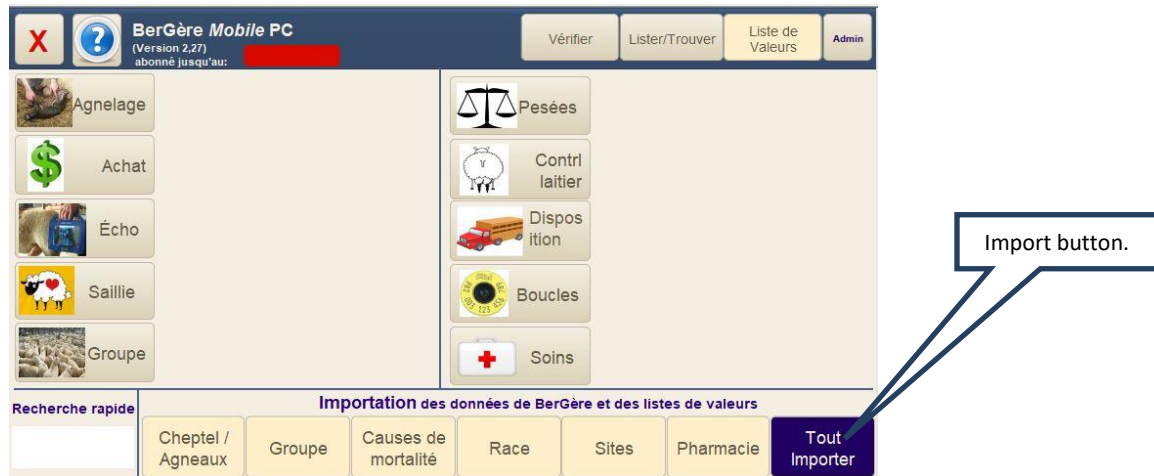 X
?
BerGère Mobile PC
(Version 2,27)
abonné jusqu'au:
Vérifier
Lister/Trouver
Liste de
Valeurs
Admin
Agnelage
Achat
Écho
Saillie
Groupe
Pesées
Contrl
laitier
Dispos
ition
Boucles
Soins
Import button.
Recherche rapide
Importation des données de BerGère et des listes de valeurs
Cheptel /
Agneaux
Groupe
Causes de
mortalité
Race
Sites
Pharmacie
Tout
Importer